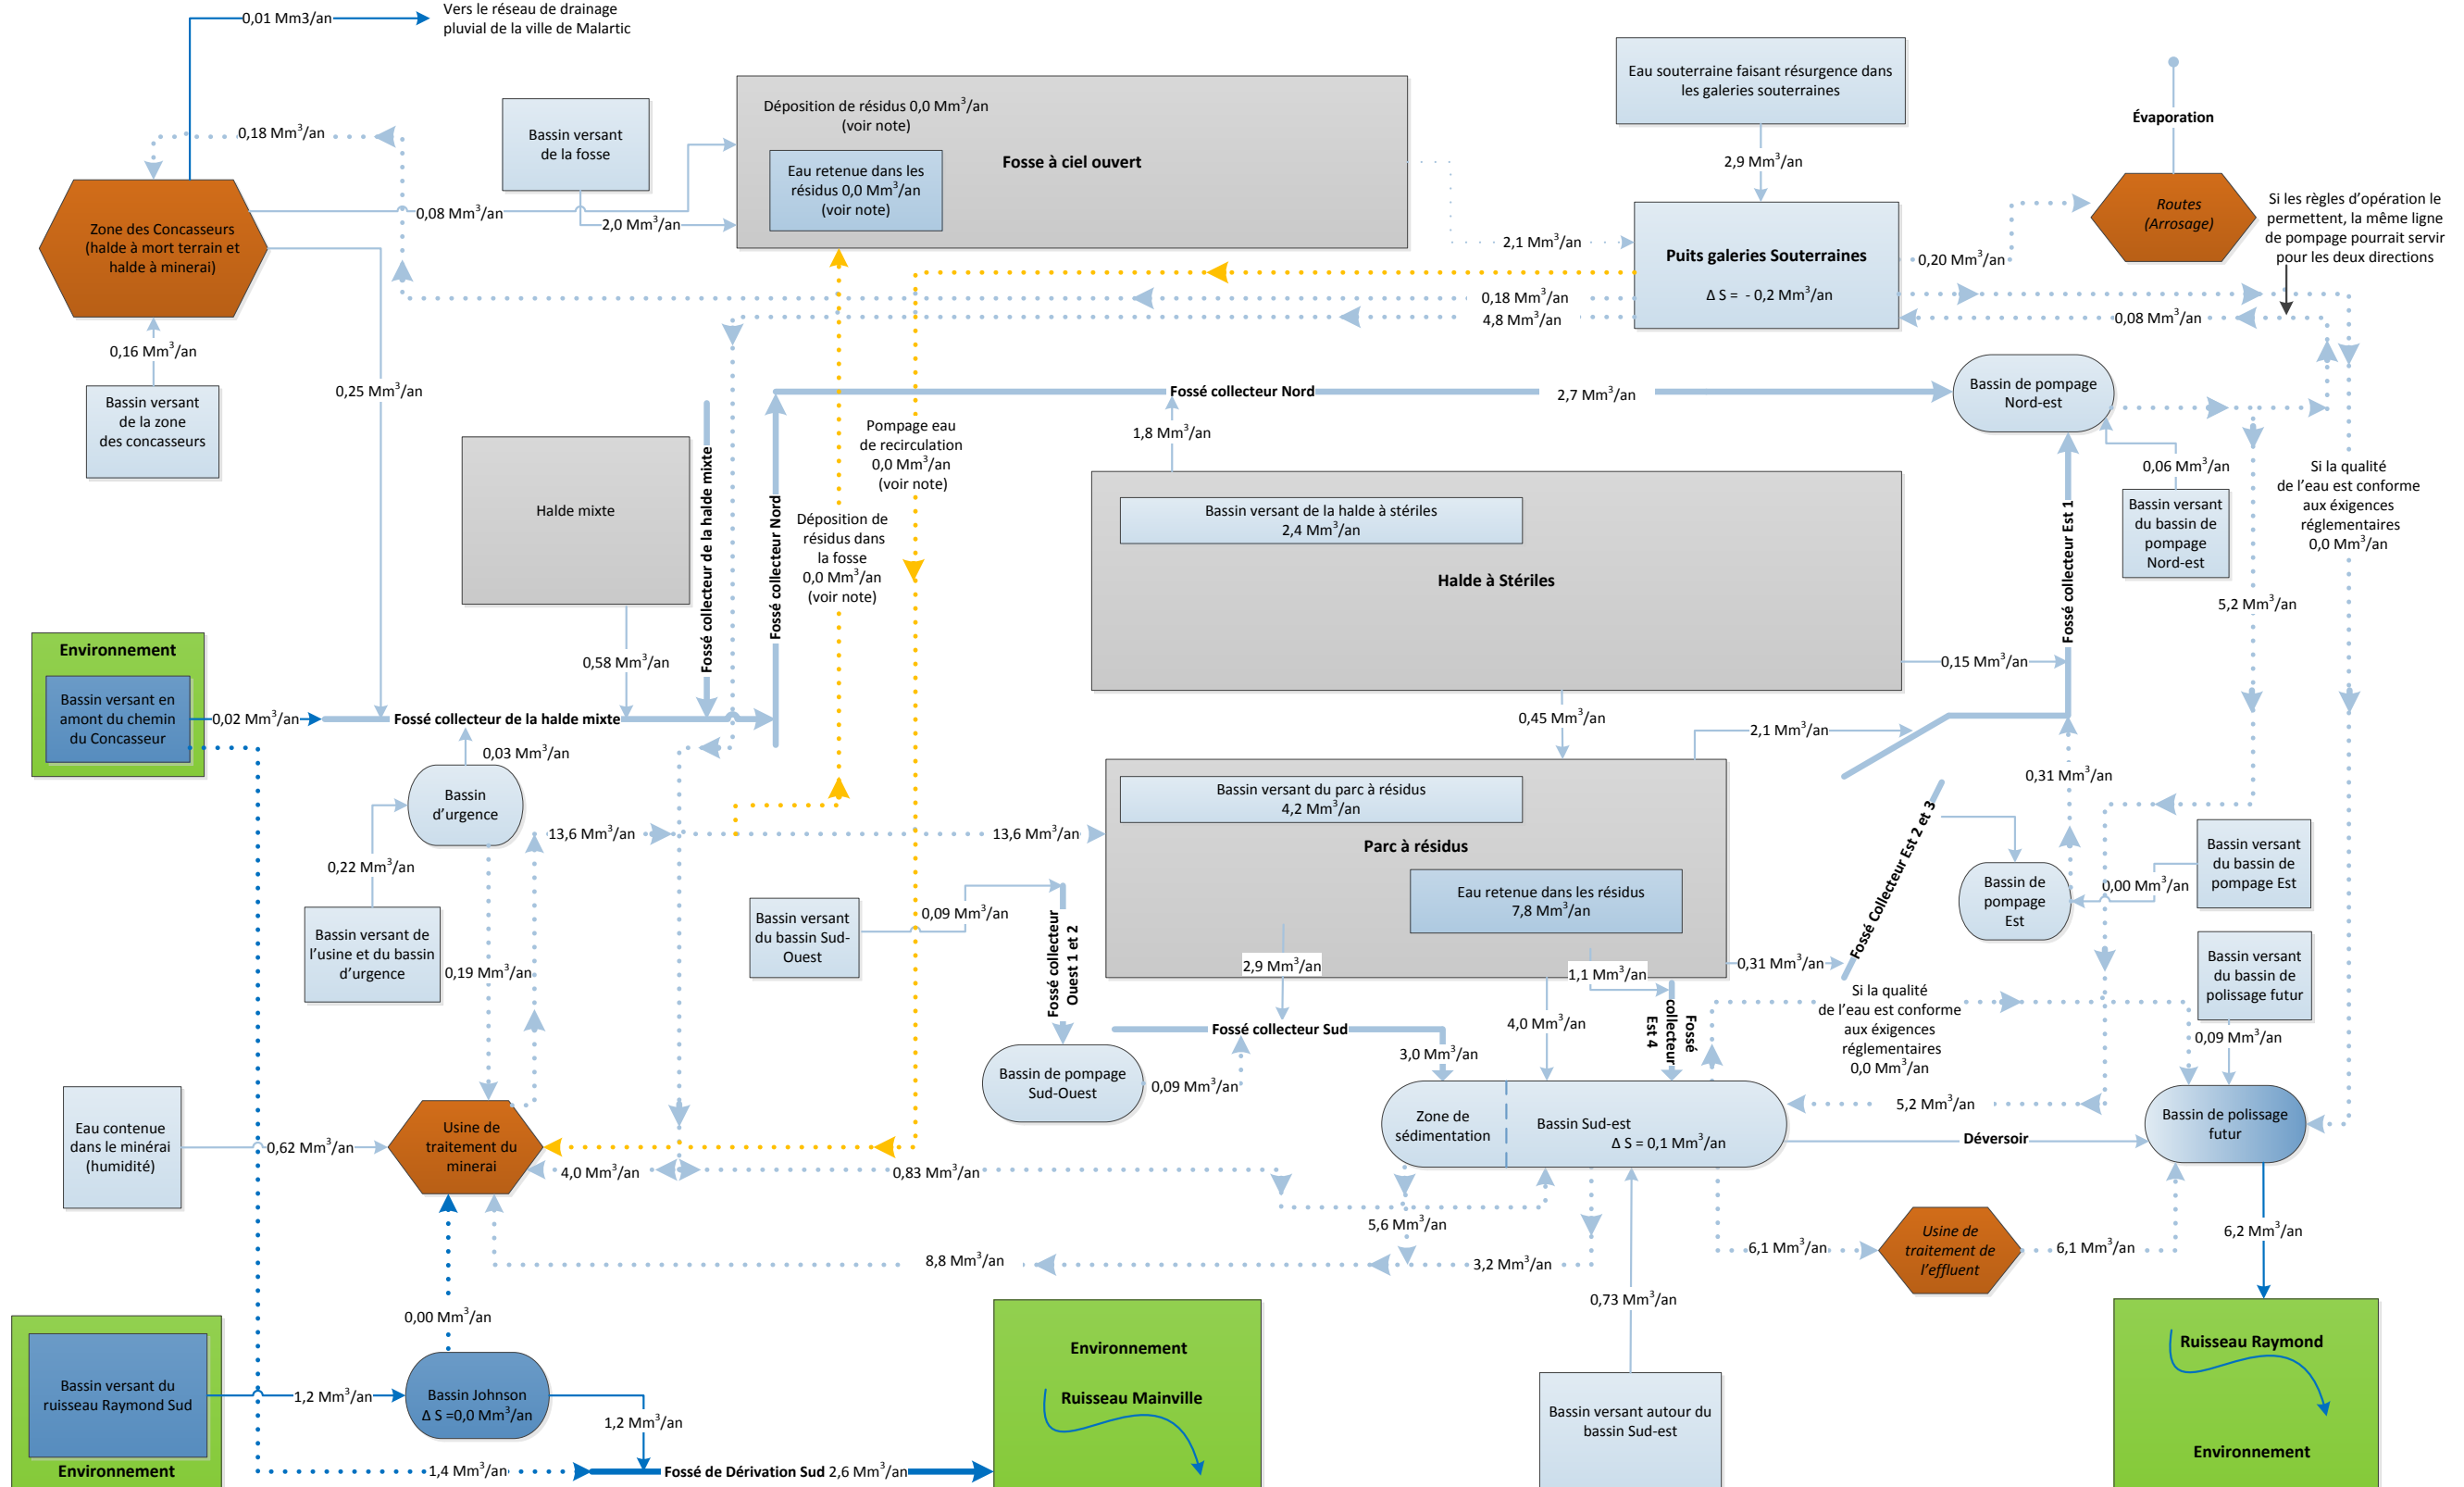 0,01 Mm3/an
Vers le réseau de drainage
pluvial de la ville de Malartic
0,18 Mm³/an
Bassin versant
de la fosse
Déposition de résidus 0,0 Mm³/an
(voir note)
Fosse à ciel ouvert
Eau retenue dans les
résidus 0,0 Mm³/an
(voir note)
Eau souterraine faisant résurgence dans
les galeries souterraines
2,9 Mm³/an
Évaporation
Routes
(Arrosage)
Si les règles d’opération le
permettent, la même ligne
de pompage pourrait servir
pour les deux directions
Zone des Concasseurs
(halde à mort terrain et
halde à minerai)
0,08 Mm³/an
2,0 Mm³/an
2,1 Mm³/an
Puits galeries Souterraines
Δ S = - 0,2 Mm³/an
0,20 Mm³/an
0,18 Mm³/an
4,8 Mm³/an
0,08 Mm³/an
0,16 Mm³/an
Bassin versant
de la zone
des concasseurs
0,25 Mm³/an
Fossé collecteur Nord
2,7 Mm³/an
Bassin de pompage
Nord-est
1,8 Mm³/an
Pompage eau
de recirculation
0,0 Mm³/an
(voir note)
0,06 Mm³/an
Bassin versant
du bassin de
pompage
Nord-est
Si la qualité
de l’eau est conforme
aux éxigences
réglementaires
0,0 Mm³/an
Halde mixte
Fossé collecteur de la halde mixte
Fossé collecteur Nord
Déposition de
résidus dans
la fosse
0,0 Mm³/an
(voir note)
Bassin versant de la halde à stériles
2,4 Mm³/an
Halde à Stériles
Fossé collecteur Est 1
5,2 Mm³/an
0,58 Mm³/an
0,15 Mm³/an
Environnement
Bassin versant en
amont du chemin
du Concasseur
0,02 Mm³/an
Fossé collecteur de la halde mixte
0,45 Mm³/an
2,1 Mm³/an
0,03 Mm³/an
Bassin
d’urgence
0,31 Mm³/an
Bassin versant du parc à résidus
4,2 Mm³/an
Parc à résidus
13,6 Mm³/an
13,6 Mm³/an
Fossé Collecteur Est 2 et 3
Bassin versant
du bassin de
pompage Est
0,22 Mm³/an
Bassin de
pompage
Est
0,00 Mm³/an
Eau retenue dans les résidus
7,8 Mm³/an
Bassin versant de
l’usine et du bassin
d’urgence
Bassin versant
du bassin Sud-
Ouest
0,09 Mm³/an
Fossé collecteur
Ouest 1 et 2
0,19 Mm³/an
2,9 Mm³/an
1,1 Mm³/an
0,31 Mm³/an
Bassin versant
du bassin de
polissage futur
Si la qualité
de l’eau est conforme
aux éxigences
réglementaires
0,0 Mm³/an
Fossé collecteur Sud
4,0 Mm³/an
Fossé
collecteur
Est 4
0,09 Mm³/an
3,0 Mm³/an
Bassin de pompage
Sud-Ouest
0,09 Mm³/an
Eau contenue
dans le minérai
(humidité)
0,62 Mm³/an
Usine de
traitement du
minerai
Zone de
sédimentation
Bassin Sud-est
Δ S = 0,1 Mm³/an
5,2 Mm³/an
Déversoir
Bassin de polissage
futur
4,0 Mm³/an
0,83 Mm³/an
5,6 Mm³/an
8,8 Mm³/an
3,2 Mm³/an
6,1 Mm³/an
Usine de
traitement de
l’effluent
6,1 Mm³/an
6,2 Mm³/an
0,00 Mm³/an
0,73 Mm³/an
Bassin versant du
ruisseau Raymond Sud
Environnement
1,2 Mm³/an
Bassin Johnson
Δ S =0,0 Mm³/an
1,2 Mm³/an
1,4 Mm³/an
Fossé de Dérivation Sud 2,6 Mm³/an
Environnement
Ruisseau Mainville
Bassin versant autour du
bassin Sud-est
Ruisseau Raymond
Environnement